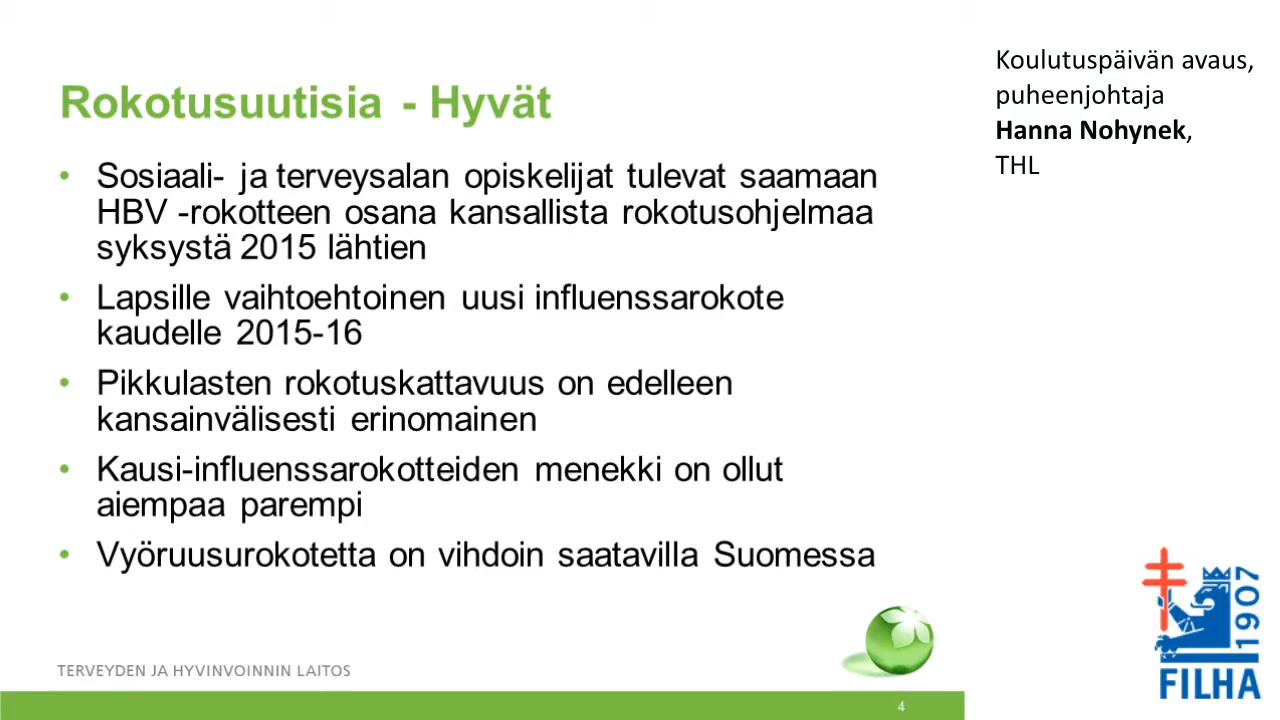 Rokotusuutisia - Hyvät
• Sosiaali- ja terveysalan opiskelijat tulevat saamaan
HBV -rokotteen osana kansallista rokotusohjelmaa
syksystä 2015 lähtien
• Lapsille vaihtoehtoinen uusi influenssarokote
kaudelle 2015-16
• Pikkulasten rokotuskattavuus on edelleen
kansainvälisesti erinomainen
• Kausi-influenssarokotteiden menekki on ollut
aiempaa parempi
• Vyöruusurokotetta on vihdoin saatavilla Suomessa
TERVEYDEN JA HYVINVOINNIN LAITOS
4
Koulutuspäivän avaus,
puheenjohtaja
Hanna Nohynek,
THL
1907
FILHA